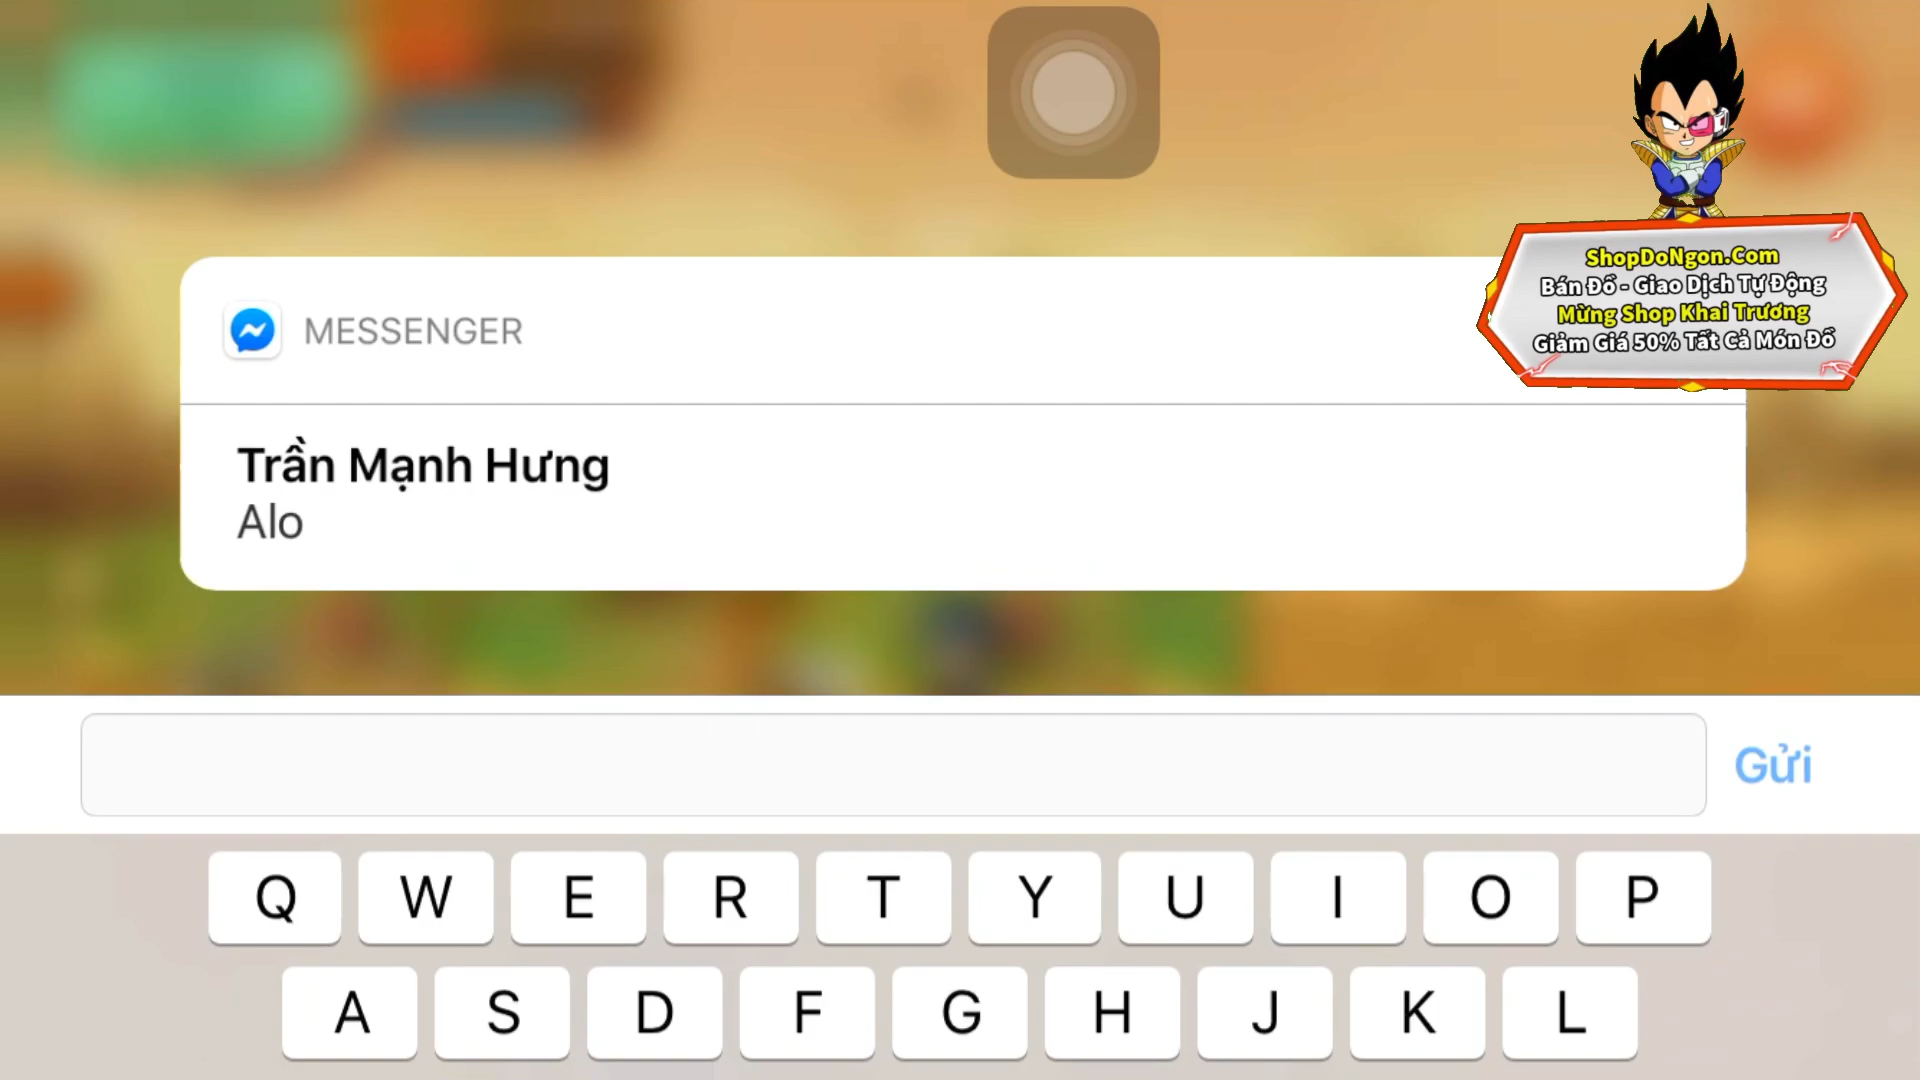 ShopDoNgon.Com
Bán Đồ - Giao Dịch Tự Động
Mừng Shop Khai Trương
Giảm Giá 50% Tất Cả Món Đồ
MESSENGER
Trần Mạnh Hưng
Alo
Gửi
Q W E R T Y U I O P
A S D F G H J K L